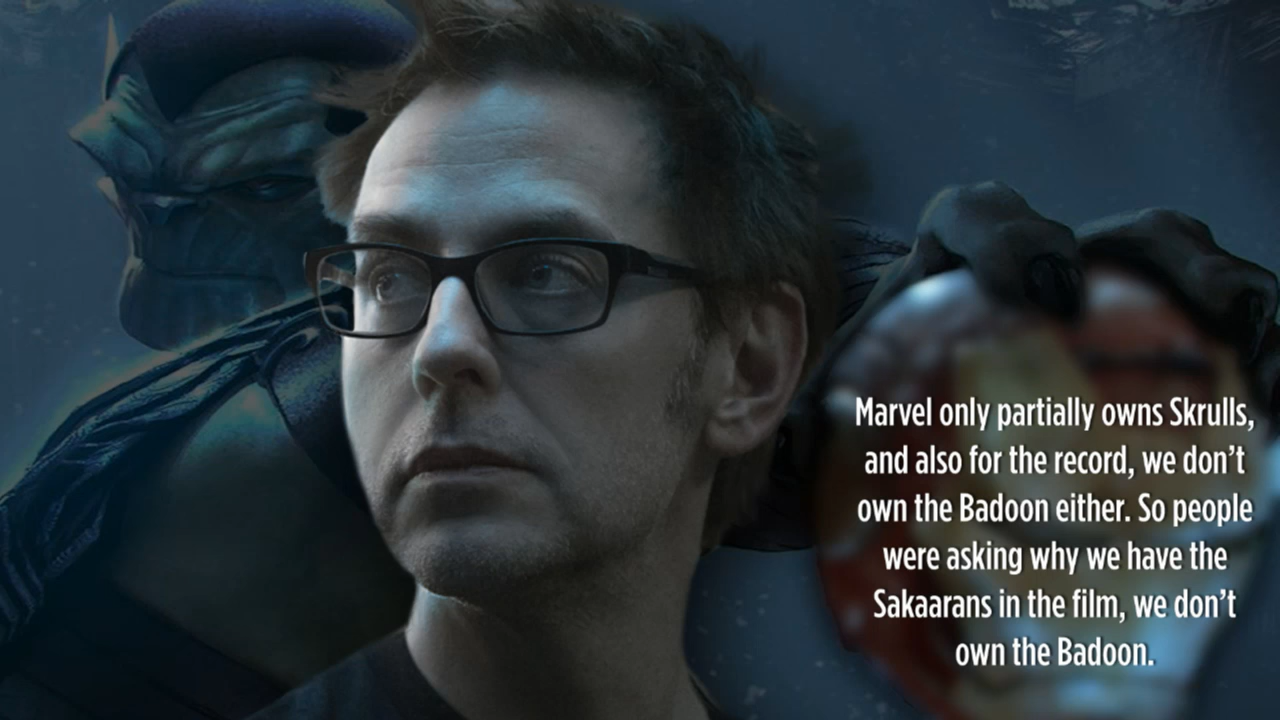 Marvel only partially owns Skrulls,
and also for the record, we don’t
own the Badoon either. So people
were asking why we have the
Sakaarans in the film, we don’t
own the Badoon.